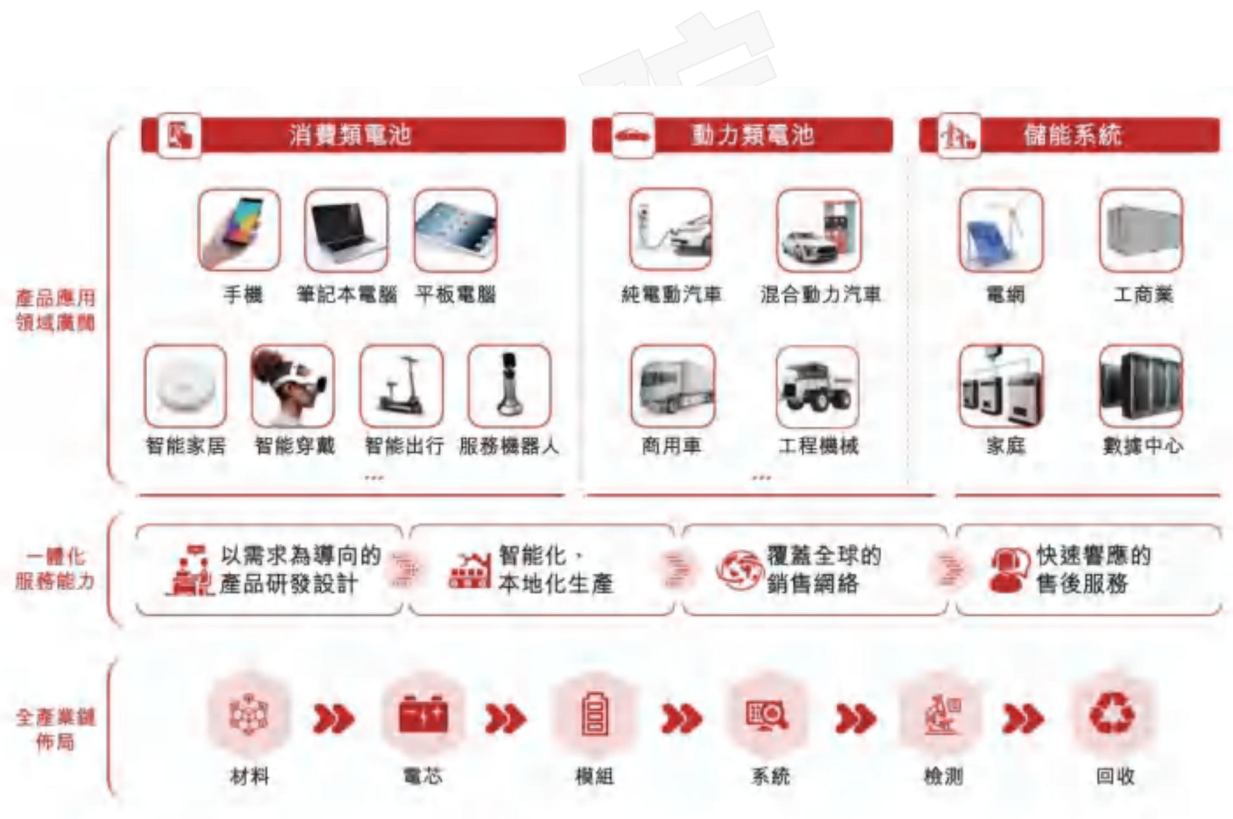 消費類電池
動力類電池
儲能系統
產品應用
領域廣闊
手機
筆記本電腦
平板電腦
純電動汽車
混合動力汽車
電網
工商業
智能家居
智能穿戴
智能出行
服務機器人
商用車
工程機械
家庭
數據中心
...
...
一體化
服務能力
以需求為導向的
產品研發設計
智能化、
本地化生產
覆蓋全球的
銷售網絡
快速響應的
售後服務
全產業鏈
佈局
材料
電芯
模組
系統
檢測
回收